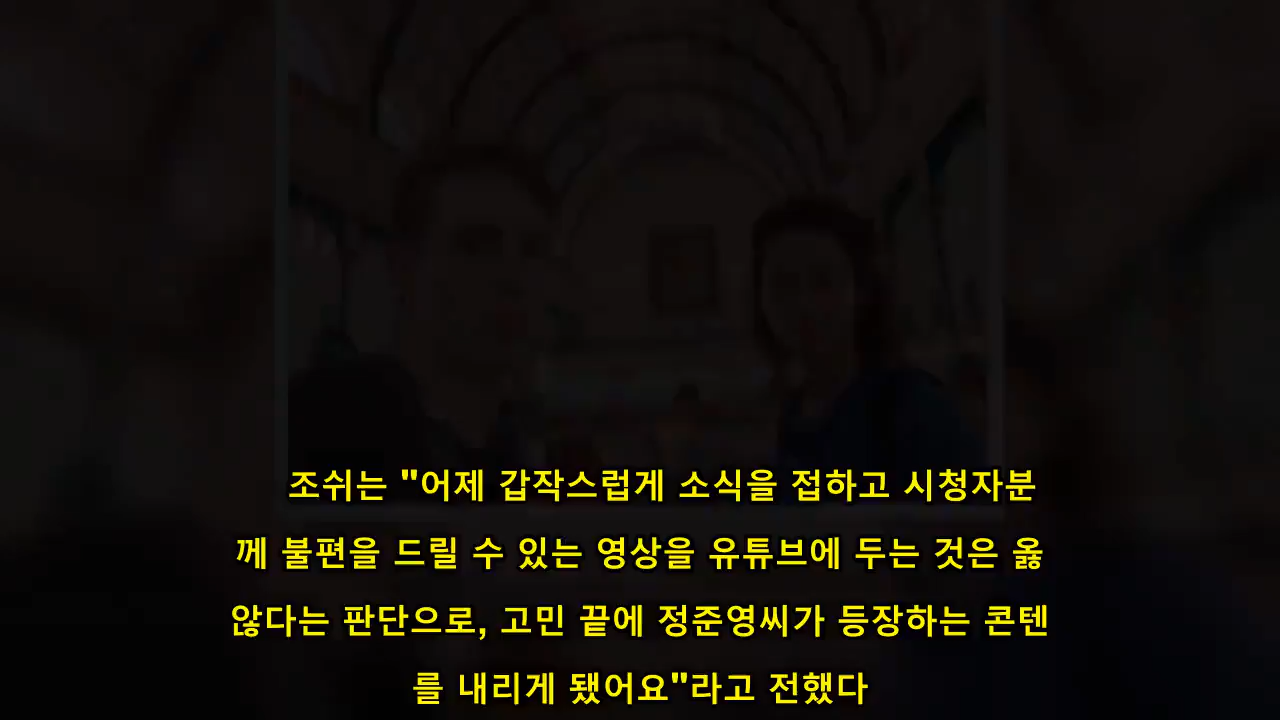 조쉬는 "어제 갑작스럽게 소식을 접하고 시청자분
께 불편을 드릴 수 있는 영상을 유튜브에 두는 것은 옳
않다는 판단으로, 고민 끝에 정준영씨가 등장하는 콘텐
를 내리게 됐어요"라고 전했다